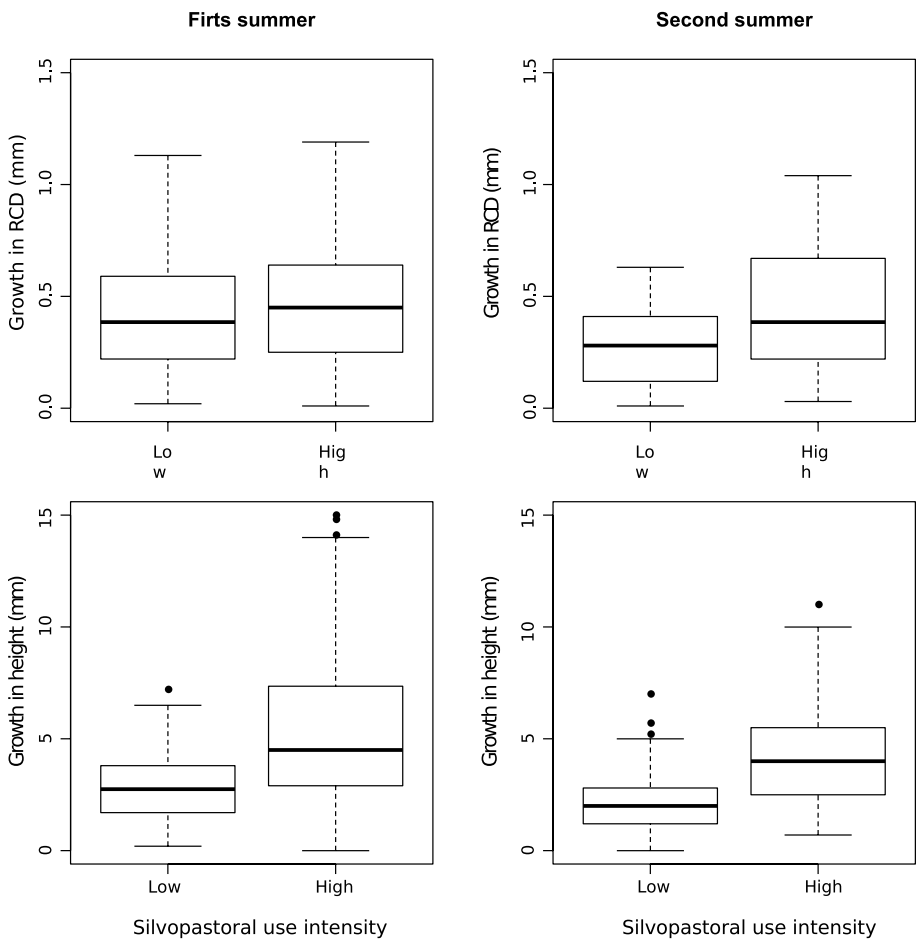 Firts summer
Second summer
1.5
1.0
0.5
0.0
Growth in RCD (mm)
Lo
w
Hig
h
1.5
1.0
0.5
0.0
Growth in RCD (mm)
Lo
w
Hig
h
15
10
5
0
Growth in height (mm)
Low
High
Silvopastoral use intensity
15
10
5
0
Growth in height (mm)
Low
High
Silvopastoral use intensity